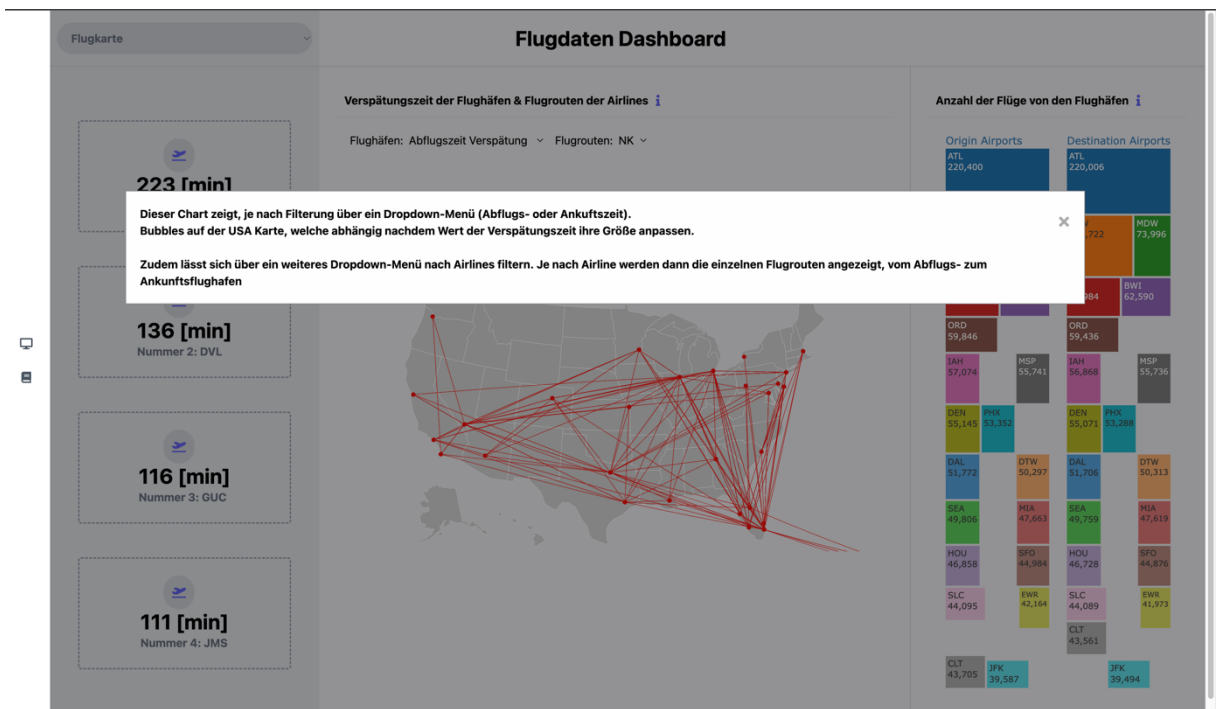 Flugkarte
Flugdaten Dashboard
Verspätungszeit der Flughäfen & Flugrouten der Airlines i
Flughäfen: Abflugszeit Verspätung Flugrouten: NK
223 [min]
136 [min]
Nummer 2: DVL
116 [min]
Nummer 3: GUC
111 [min]
Nummer 4: JMS
Dieser Chart zeigt, je nach Filterung über ein Dropdown-Menü (Abflugs- oder Ankuftszeit).
Bubbles auf der USA Karte, welche abhängig nachdem Wert der Verspätungszeit ihre Größe anpassen.
Zudem lässt sich über ein weiteres Dropdown-Menü nach Airlines filtern. Je nach Airline werden dann die einzelnen Flugrouten angezeigt, vom Abflugs- zum
Ankunftsflughafen
×
Anzahl der Flüge von den Flughäfen i
Origin Airports
ATL
220,400
ORD
59,846
IAH
57,074
MSP
55,741
DEN
55,145
PHX
53,352
DAL
51,772
DTW
50,297
SEA
49,806
MIA
47,663
HOU
46,858
SFO
44,984
SLC
44,095
EWR
42,164
CLT
43,705
JFK
39,587
Destination Airports
ATL
220,006
,722
MDW
73,996
984
BWI
62,590
ORD
59,436
IAH
56,868
MSP
55,736
DEN
55,071
PHX
53,288
DAL
51,706
DTW
50,313
SEA
49,759
MIA
47,619
HOU
46,728
SFO
44,876
SLC
44,089
EWR
41,973
CLT
43,561
JFK
39,494